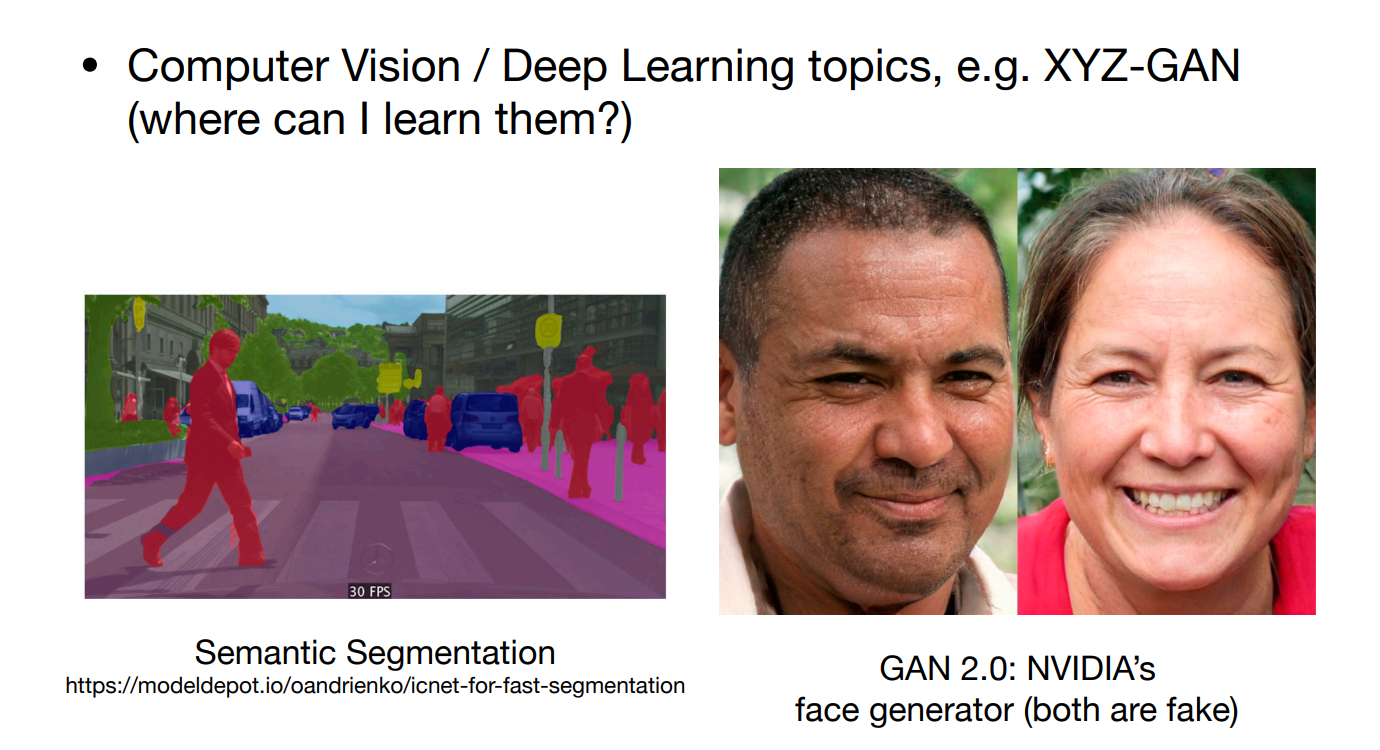 • Computer Vision / Deep Learning topics, e.g. XYZ-GAN
(where can I learn them?)
30 FPS
Semantic Segmentation
https://modeldepot.io/oandrienko/icnet-for-fast-segmentation
GAN 2.0: NVIDIA’s
face generator (both are fake)